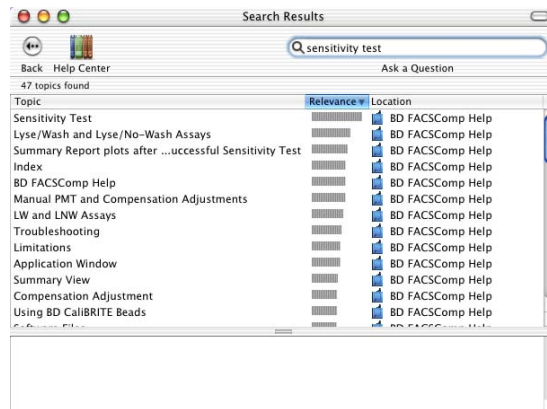 Search Results
sensitivity test
Back Help Center Ask a Question
47 topics found
Topic Relevance Location
Sensitivity Test BD FACSComp Help
Lyse/Wash and Lyse/No-Wash Assays BD FACSComp Help
Summary Report plots after ...uccessful Sensitivity Test BD FACSComp Help
Index BD FACSComp Help
BD FACSComp Help BD FACSComp Help
Manual PMT and Compensation Adjustments BD FACSComp Help
LW and LNW Assays BD FACSComp Help
Troubleshooting BD FACSComp Help
Limitations BD FACSComp Help
Application Window BD FACSComp Help
Summary View BD FACSComp Help
Compensation Adjustment BD FACSComp Help
Using BD CaliBRITE Beads BD FACSComp Help